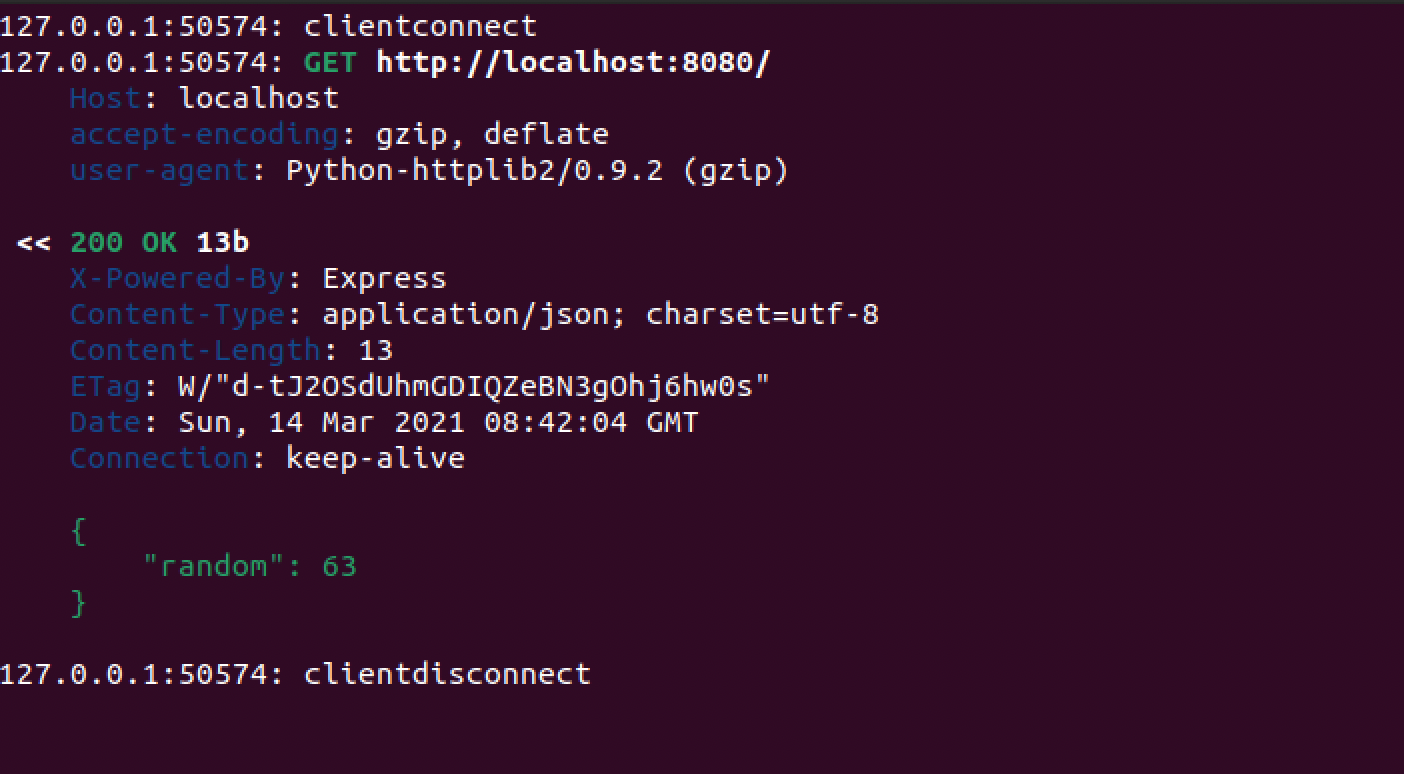 127.0.0.1:50574: clientconnect
127.0.0.1:50574: GET http://localhost:8080/
Host: localhost
accept-encoding: gzip, deflate
user-agent: Python-httplib2/0.9.2 (gzip)
<< 200 OK 13b
X-Powered-By: Express
Content-Type: application/json; charset=utf-8
Content-Length: 13
ETag: W/"d-tJ2OSdUhmGDIQZeBN3gOhj6hw0s"
Date: Sun, 14 Mar 2021 08:42:04 GMT
Connection: keep-alive
{
"random": 63
}
127.0.0.1:50574: clientdisconnect